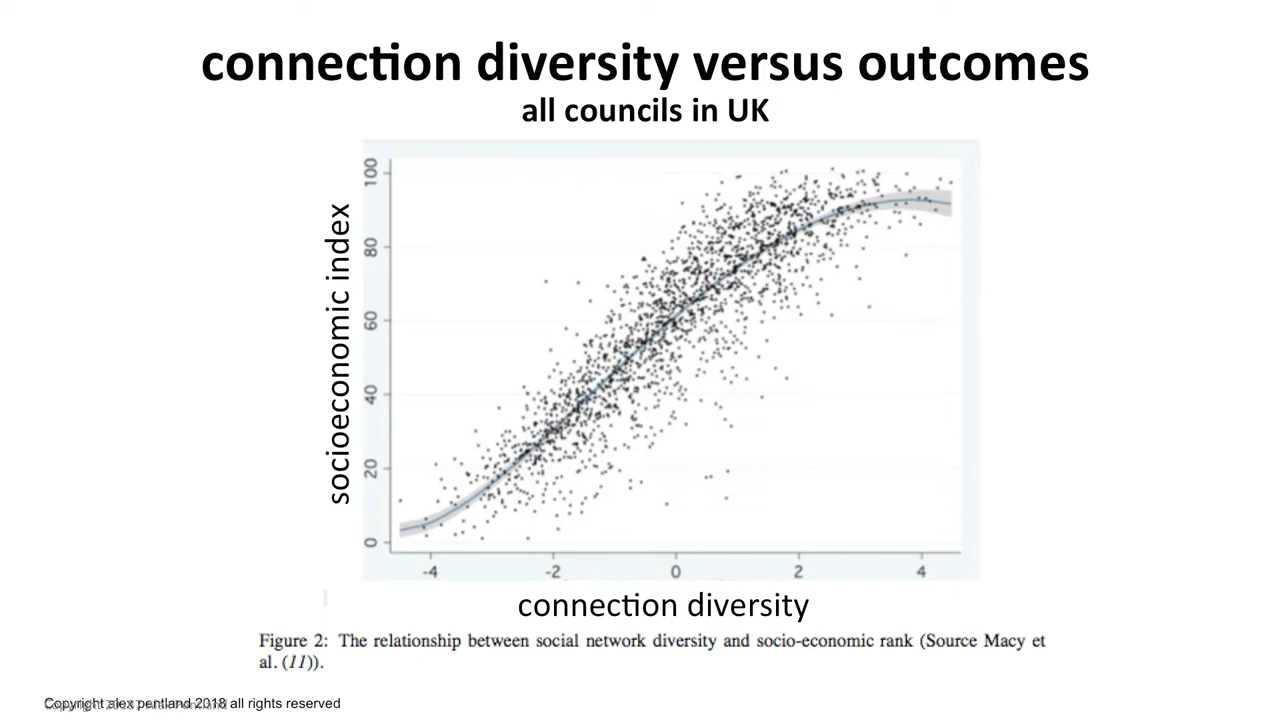 connection diversity versus outcomes
all councils in UK
socioeconomic index
100
80
60
40
20
0
-4 -2 0 2 4
connection diversity
Figure 2: The relationship between social network diversity and socio-economic rank (Source Macy et
al. (11)).
Copyright alex pentland 2018 all rights reserved